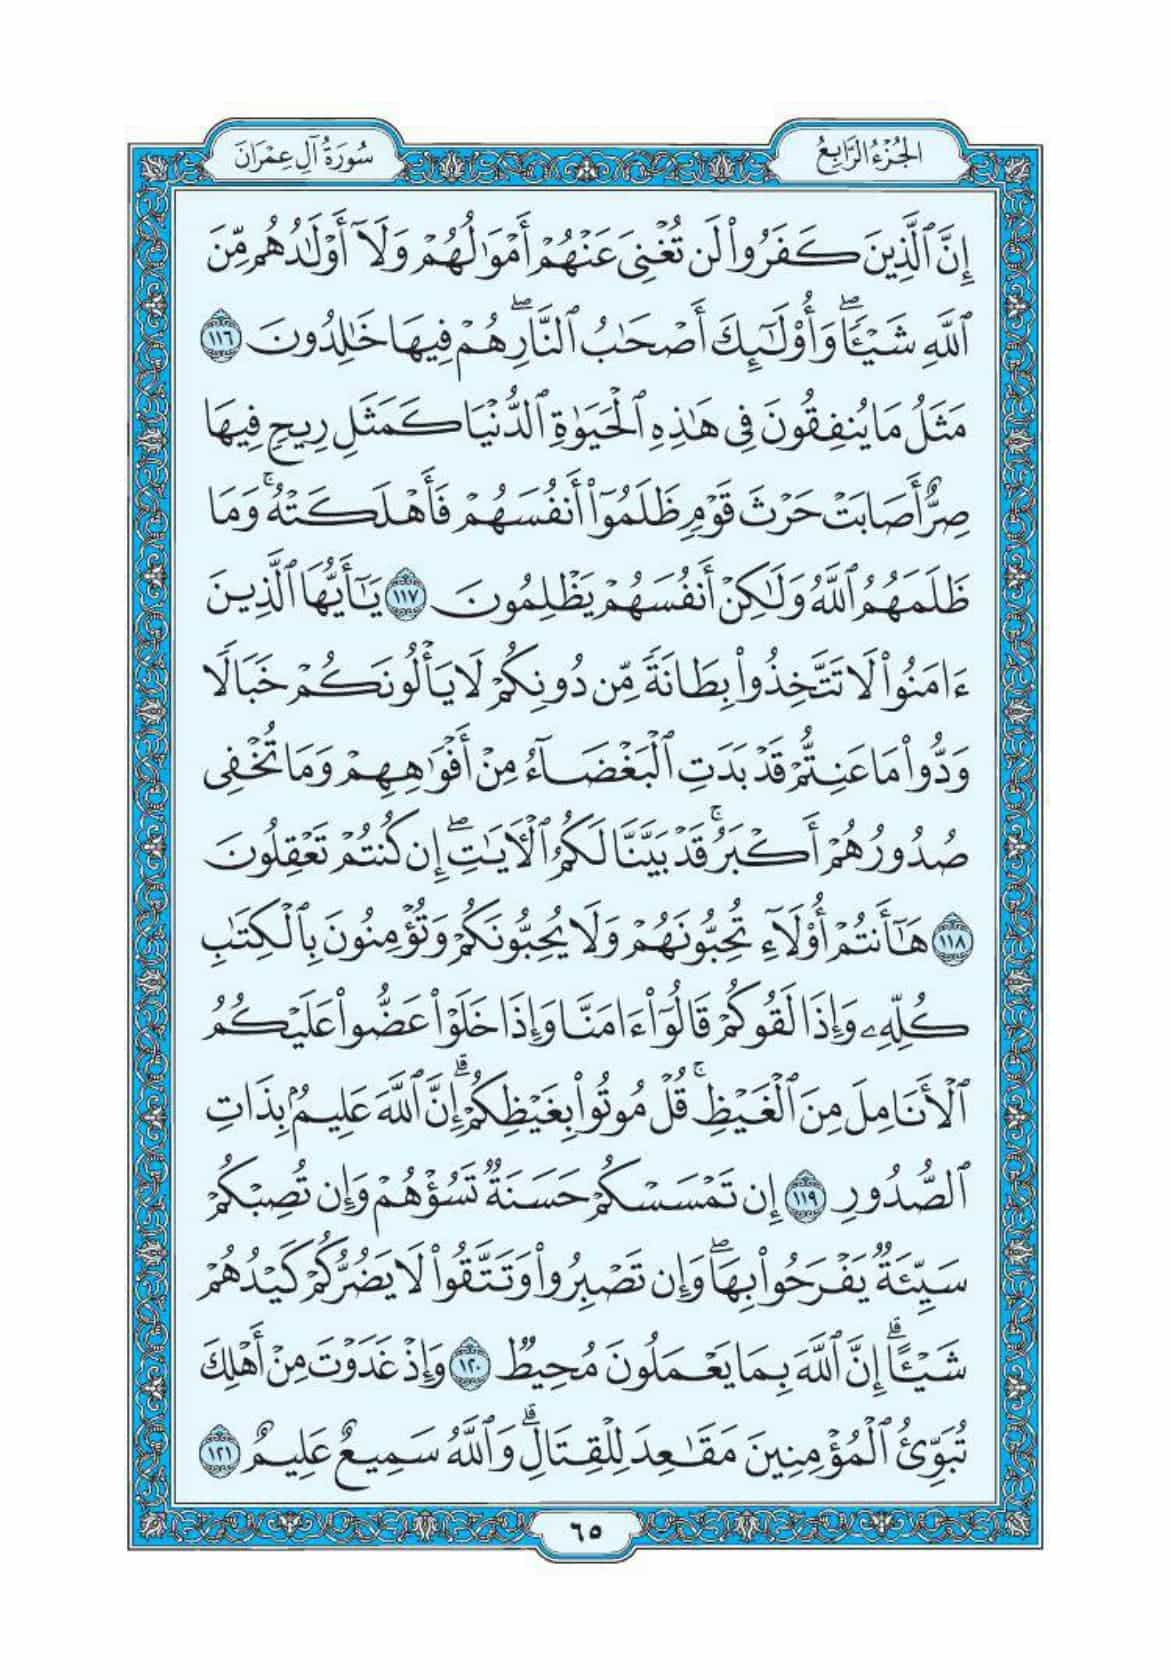 الجُزْءُ الرَّابِعُ
سُورَةُ آلِ عِمْرَانَ
إِنَّ ٱلَّذِينَ كَفَرُوا۟ لَن تُغْنِىَ عَنْهُمْ أَمْوَٰلُهُمْ وَلَآ أَوْلَٰدُهُم مِّنَ
ٱللَّهِ شَيْـًٔا ۖ وَأُو۟لَٰٓئِكَ أَصْحَٰبُ ٱلنَّارِ ۖ هُمْ فِيهَا خَٰلِدُونَ ١١٦
مَثَلُ مَا يُنفِقُونَ فِى هَٰذِهِ ٱلْحَيَوٰةِ ٱلدُّنْيَا كَمَثَلِ رِيحٍ فِيهَا
صِرٌّ أَصَابَتْ حَرْثَ قَوْمٍ ظَلَمُوٓا۟ أَنفُسَهُمْ فَأَهْلَكَتْهُ ۚ وَمَا
ظَلَمَهُمُ ٱللَّهُ وَلَٰكِنْ أَنفُسَهُمْ يَظْلِمُونَ ١١٧ يَٰٓأَيُّهَا ٱلَّذِينَ
ءَامَنُوا۟ لَا تَتَّخِذُوا۟ بِطَانَةً مِّن دُونِكُمْ لَا يَأْلُونَكُمْ خَبَالًا
وَدُّوا۟ مَا عَنِتُّمْ قَدْ بَدَتِ ٱلْبَغْضَآءُ مِنْ أَفْوَٰهِهِمْ وَمَا تُخْفِى
صُدُورُهُمْ أَكْبَرُ ۚ قَدْ بَيَّنَّا لَكُمُ ٱلْـَٔايَٰتِ ۖ إِن كُنتُمْ تَعْقِلُونَ
١١٨ هَٰٓأَنتُمْ أُو۟لَآءِ تُحِبُّونَهُمْ وَلَا يُحِبُّونَكُمْ وَتُؤْمِنُونَ بِٱلْكِتَٰبِ
كُلِّهِۦ وَإِذَا لَقُوكُمْ قَالُوٓا۟ ءَامَنَّا وَإِذَا خَلَوْا۟ عَضُّوا۟ عَلَيْكُمُ
ٱلْأَنَامِلَ مِنَ ٱلْغَيْظِ ۚ قُلْ مُوتُوا۟ بِغَيْظِكُمْ ۗ إِنَّ ٱللَّهَ عَلِيمٌۢ بِذَاتِ
ٱلصُّدُورِ ١١٩ إِن تَمْسَسْكُمْ حَسَنَةٌ تَسُؤْهُمْ وَإِن تُصِبْكُمْ
سَيِّئَةٌ يَفْرَحُوا۟ بِهَا ۖ وَإِن تَصْبِرُوا۟ وَتَتَّقُوا۟ لَا يَضُرُّكُمْ كَيْدُهُمْ
شَيْـًٔا ۗ إِنَّ ٱللَّهَ بِمَا يَعْمَلُونَ مُحِيطٌ ١٢٠ وَإِذْ غَدَوْتَ مِنْ أَهْلِكَ
تُبَوِّئُ ٱلْمُؤْمِنِينَ مَقَٰعِدَ لِلْقِتَالِ ۗ وَٱللَّهُ سَمِيعٌ عَلِيمٌ ١٢١
٦٥